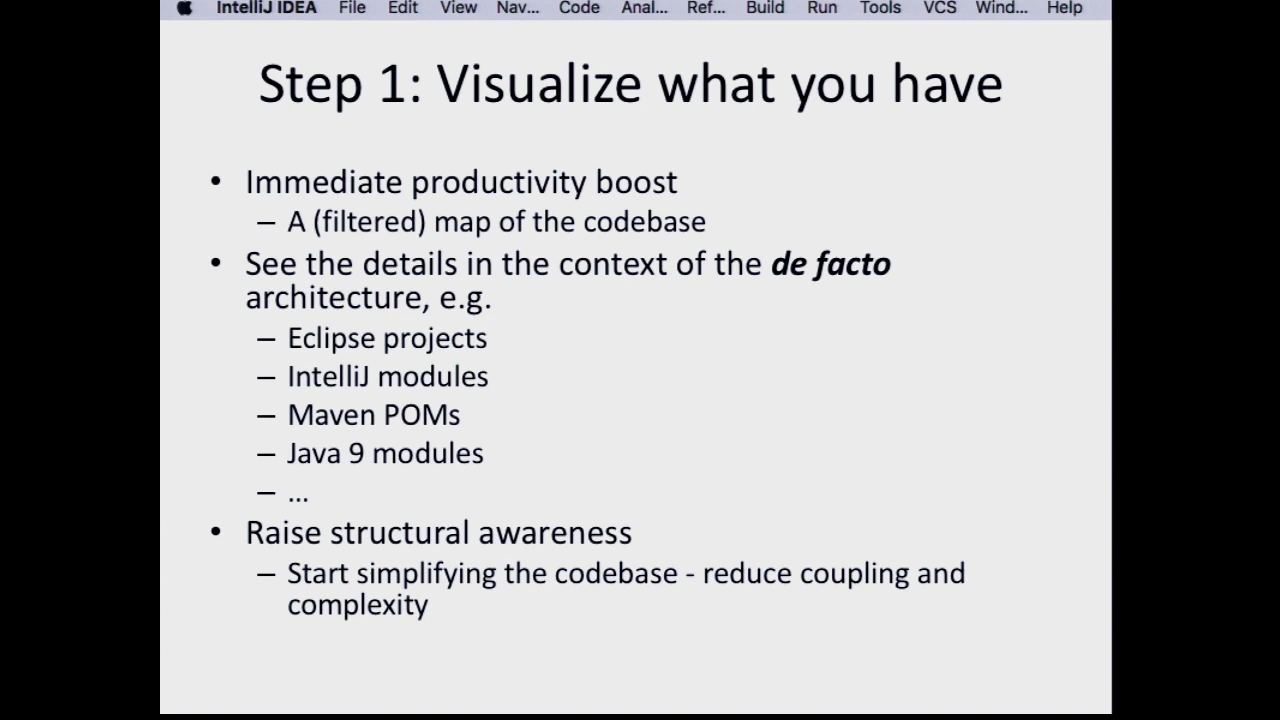 IntelliJ IDEA File Edit View Nav... Code Anal... Ref... Build Run Tools VCS Wind... Help
Step 1: Visualize what you have
• Immediate productivity boost
– A (filtered) map of the codebase
• See the details in the context of the de facto
architecture, e.g.
– Eclipse projects
– IntelliJ modules
– Maven POMs
– Java 9 modules
– ...
• Raise structural awareness
– Start simplifying the codebase - reduce coupling and
complexity